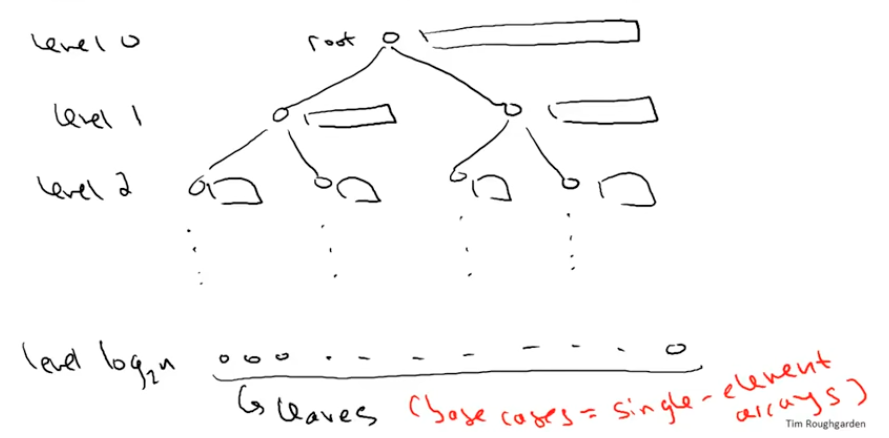 level 0 root
level 1
level 2
level log₂n
leaves (base cases = single-element arrays)
Tim Roughgarden